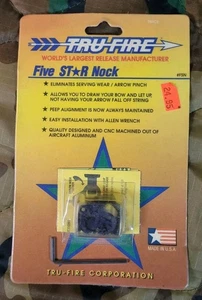 TRU-FIRE
WORLD'S LARGEST RELEASE MANUFACTURER
Five ST★R Nock
★ ELIMINATES SERVING WEAR / ARROW PINCH
★ ALLOWS YOU TO DRAW YOUR BOW AND LET UP,
NOT HAVING YOUR ARROW FALL OFF STRING
★ PEEP ALIGNMENT IS NOW ALWAYS MAINTAINED
★ EASY INSTALLATION WITH ALLEN WRENCH
★ QUALITY DESIGNED AND CNC MACHINED OUT OF
AIRCRAFT ALUMINUM
MADE IN U.S.A.
TRU-FIRE CORPORATION